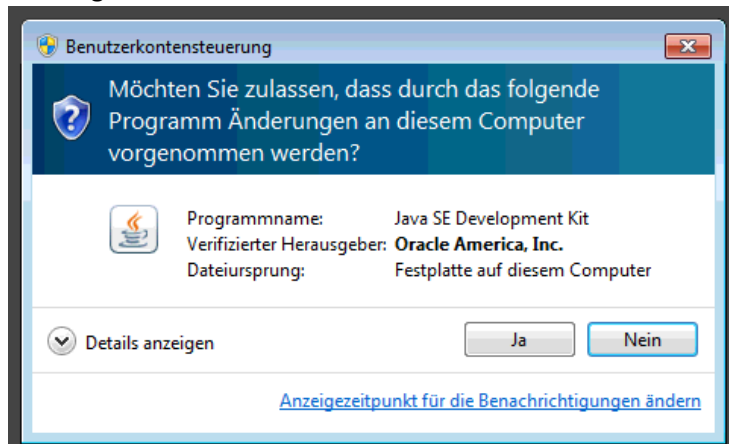 Benutzerkontensteuerung
Möchten Sie zulassen, dass durch das folgende
Programm Änderungen an diesem Computer
vorgenommen werden?
Programmname: Java SE Development Kit
Verifizierter Herausgeber: Oracle America, Inc.
Dateiursprung: Festplatte auf diesem Computer
Details anzeigen Ja Nein
Anzeigezeitpunkt für die Benachrichtigungen ändern